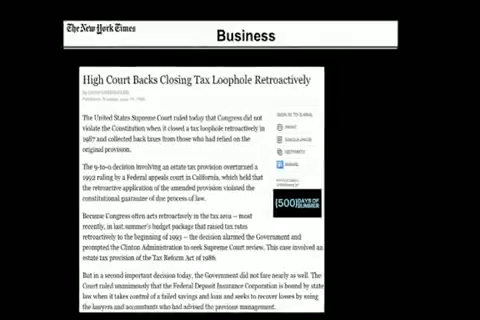 The New York Times
Business
High Court Backs Closing Tax Loophole Retroactively
The United States Supreme Court ruled today that Congress did not
violate the Constitution when it closed a tax loophole retroactively in
1987 and collected back taxes from those who had relied on the
original provision.
SIGN IN TO E-MAIL
PRINT
SINGLE-PAGE
REPRINTS
SHARE
The 9-to-0 decision involving an estate tax provision overturned a
1992 ruling by a Federal appeals court in California, which held that
the retroactive application of the amended provision violated the
constitutional guarantee of due process of law.
(500) DAYS OF
SUMMER
Because Congress often acts retroactively in the tax area -- most
recently, in last summer's budget package that raised tax rates
retroactively to the beginning of 1993 -- the decision alarmed the Government and
prompted the Clinton Administration to seek Supreme Court review. This case involved an
estate tax provision of the Tax Reform Act of 1986.
But in a second important decision today, the Government did not fare nearly as well. The
Court ruled unanimously that the Federal Deposit Insurance Corporation is bound by state
law when it takes control of a failed savings and loan and seeks to recover losses by suing
the lawyers and accountants who had advised the previous management.